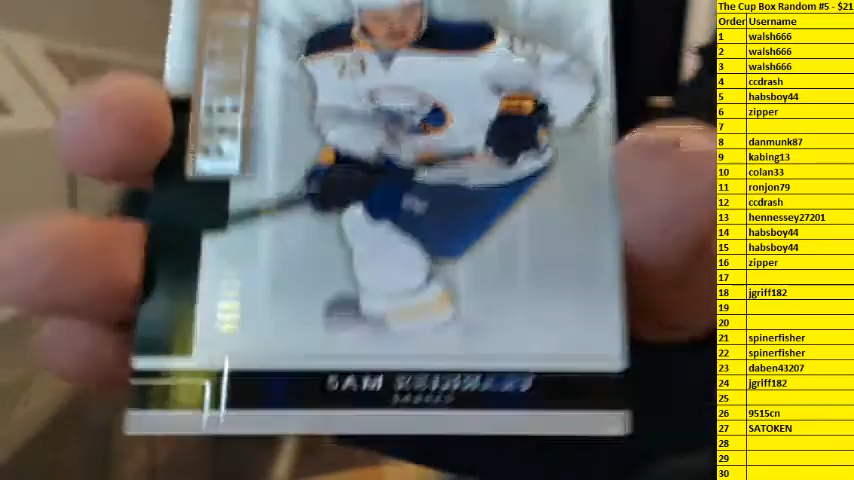 The Cup Box Random #5 - $21
Order Username
1 walsh666
2 walsh666
3 walsh666
4 ccdrash
5 habsboy44
6 zipper
7
8 danmunk87
9 kabing13
10 colan33
11 ronjon79
12 ccdrash
13 hennessey27201
14 habsboy44
15 habsboy44
16 zipper
17
18 jgriff182
19
20
21 spinerfisher
22 spinerfisher
23 daben43207
24 jgriff182
25
26 9515cn
27 SATOKEN
28
29
30
SAM REINHART